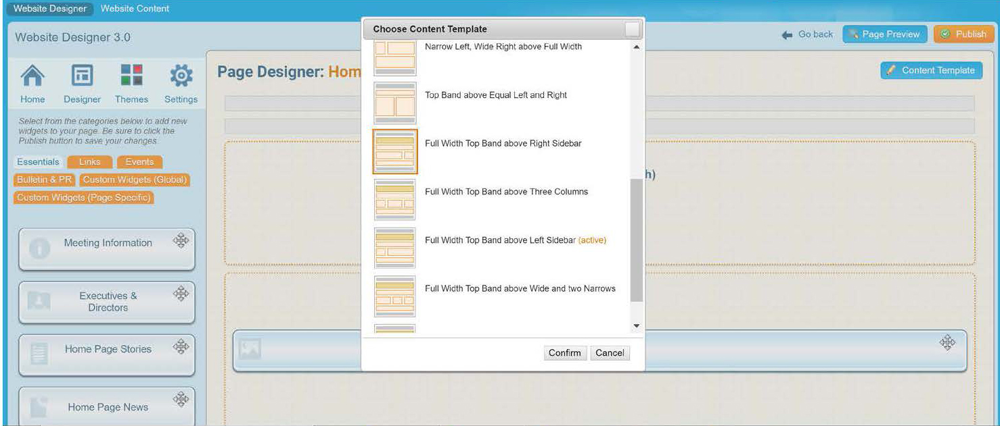 Website Designer
Website Content
Website Designer 3.0
Go back
Page Preview
Publish
Home
Designer
Themes
Settings
Select from the categories below to add new
widgets to your page. Be sure to click the
Publish button to save your changes
Essentials
Links
Events
Bulletin & PR
Custom Widgets (Global)
Custom Widgets (Page Specific)
Meeting Information
Executives &
Directors
Home Page Stories
Home Page News
Page Designer: Hom
Content Template
h)
Choose Content Template
Narrow Left, Wide Right above Full Width
Top Band above Equal Left and Right
Full Width Top Band above Right Sidebar
Full Width Top Band above Three Columns
Full Width Top Band above Left Sidebar (active)
Full Width Top Band above Wide and two Narrows
Confirm
Cancel